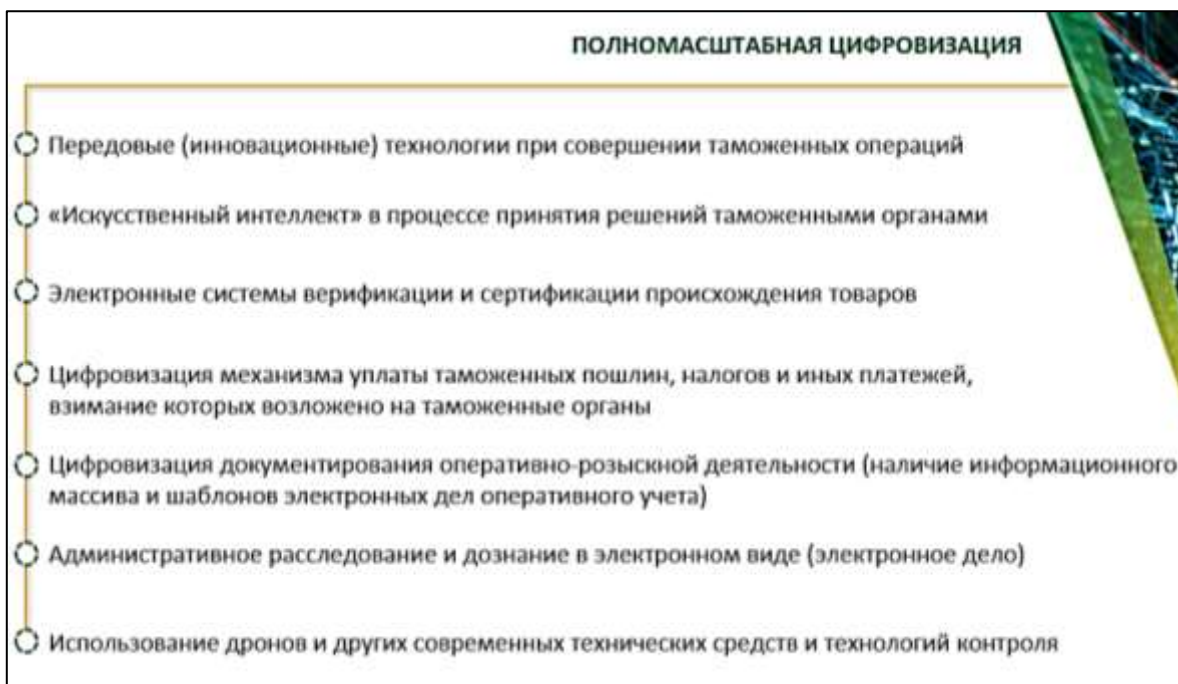 ПОЛНОМАСШТАБНАЯ ЦИФРОВИЗАЦИЯ
Передовые (инновационные) технологии при совершении таможенных операций
«Искусственный интеллект» в процессе принятия решений таможенными органами
Электронные системы верификации и сертификации происхождения товаров
Цифровизация механизма уплаты таможенных пошлин, налогов и иных платежей,
взимание которых возложено на таможенные органы
Цифровизация документирования оперативно-розыскной деятельности (наличие информационного
массива и шаблонов электронных дел оперативного учета)
Административное расследование и дознание в электронном виде (электронное дело)
Использование дронов и других современных технических средств и технологий контроля